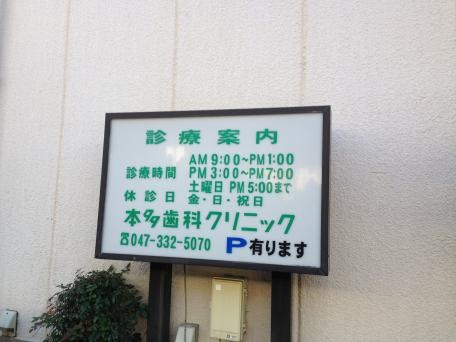 診療案内
AM 9:00~PM1:00
診療時間 PM 3:00~PM7:00
土曜日 PM 5:00まで
休診日 金・日・祝日
本多歯科クリニック
☎047-332-5070 P有ります